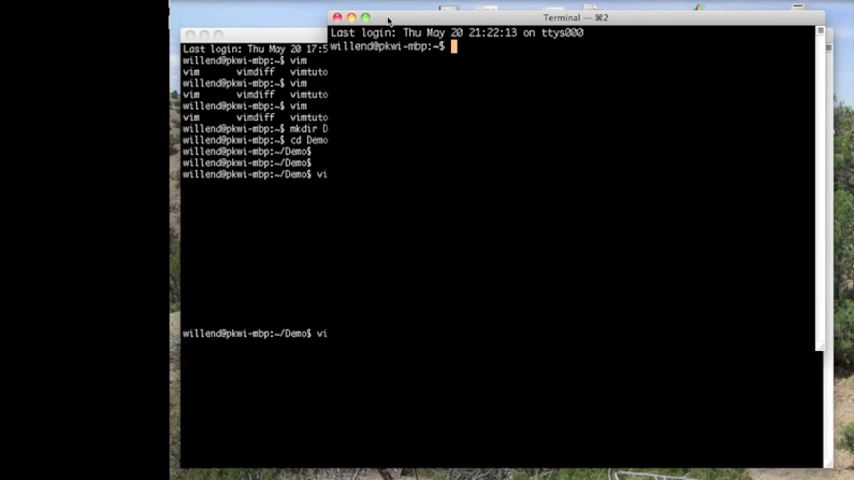 Terminal — ⌘2
Last login: Thu May 20 21:22:13 on ttys000
willend@pkwi-mbp:~$
Last login: Thu May 20 17:5
willend@pkwi-mbp:~$ vim
vim vimdiff vimtuto
willend@pkwi-mbp:~$ vim
vim vimdiff vimtuto
willend@pkwi-mbp:~$ vim
vim vimdiff vimtuto
willend@pkwi-mbp:~$ mkdir D
willend@pkwi-mbp:~$ cd Demo
willend@pkwi-mbp:~/Demo$
willend@pkwi-mbp:~/Demo$
willend@pkwi-mbp:~/Demo$ vi
willend@pkwi-mbp:~/Demo$ vi